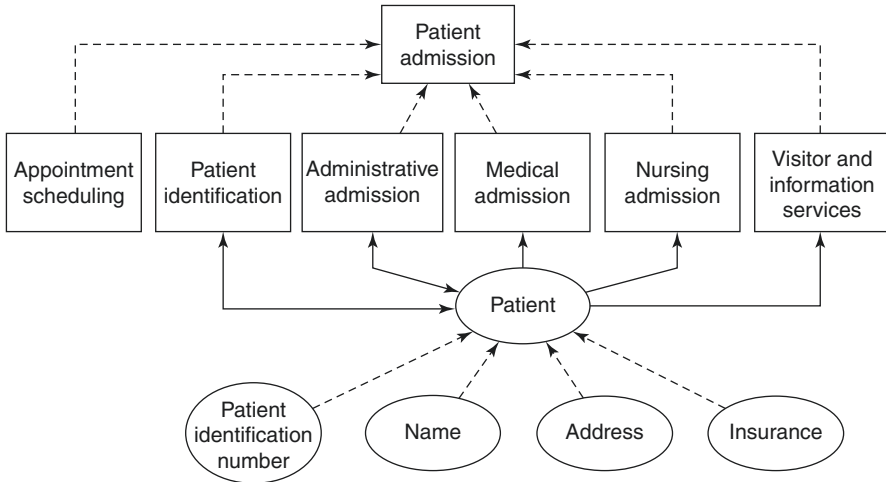 Patient
admission
Appointment
scheduling
Patient
identification
Administrative
admission
Medical
admission
Nursing
admission
Visitor and
information
services
Patient
Patient
identification
number
Name
Address
Insurance